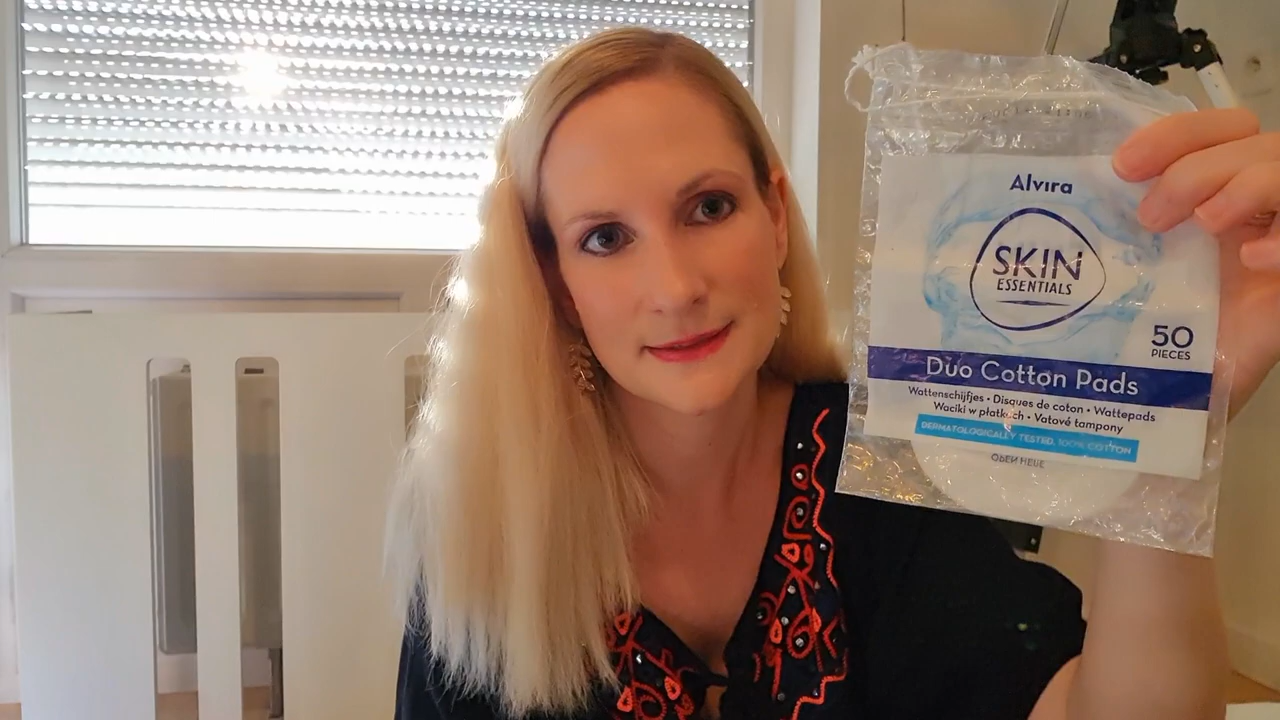 Alvira
SKIN
ESSENTIALS
50
PIECES
Duo Cotton Pads
Wattenschijfjes • Disques de coton • Wattepads
Waciki w płatkach • Vatové tampony
DERMATOLOGICALLY TESTED, 100% COTTON
OPEN HERE